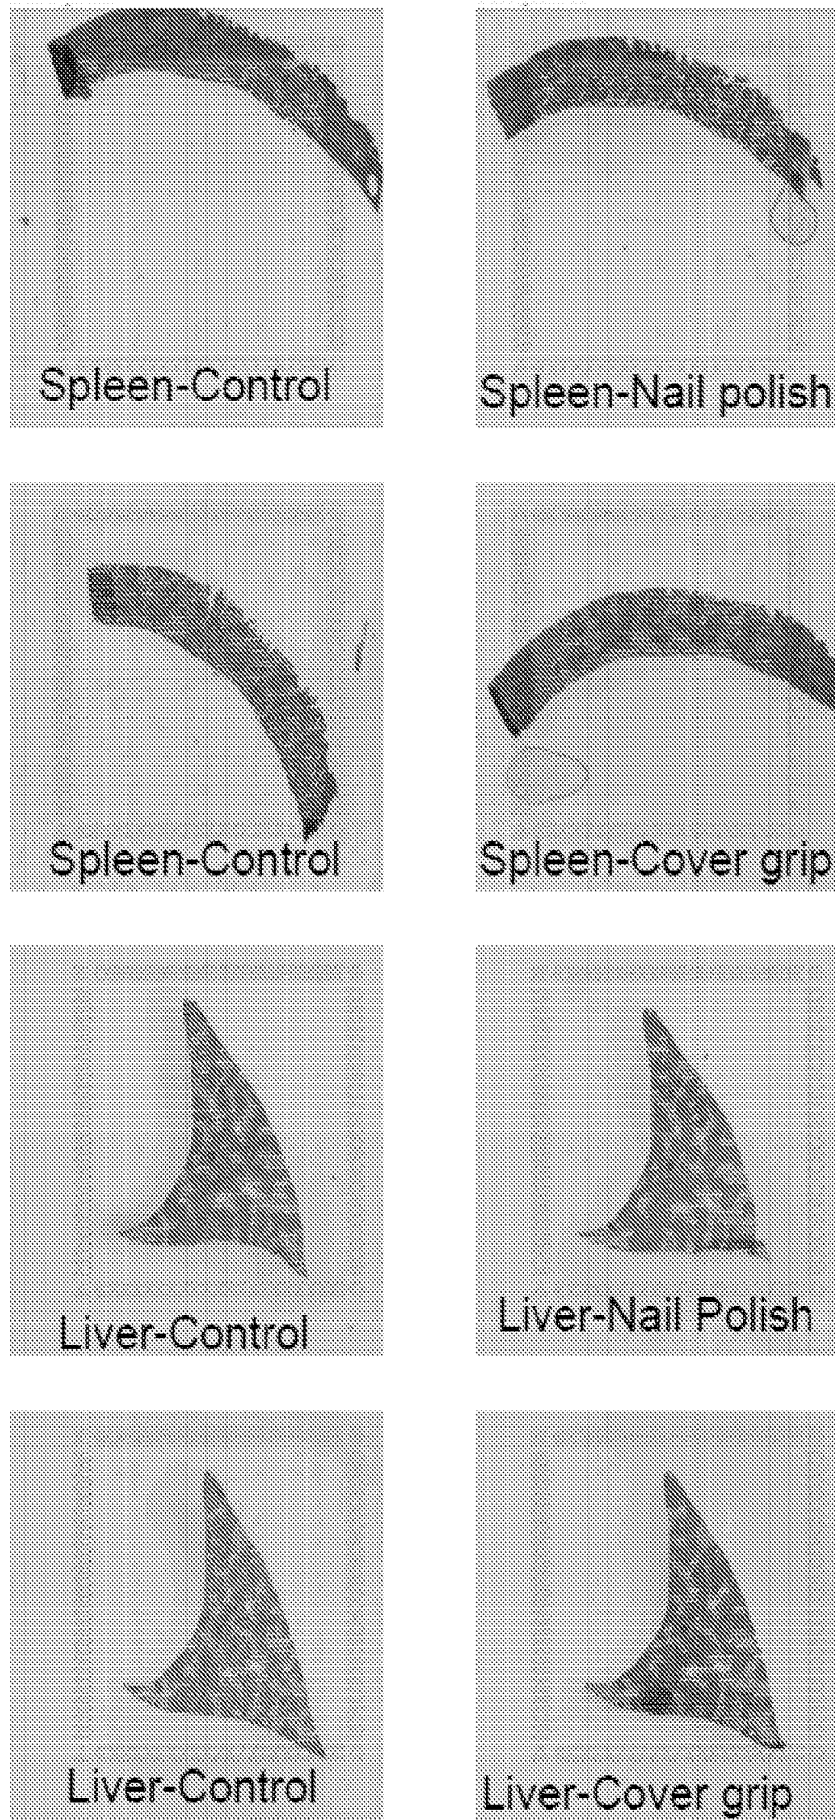 Spleen-Control
Spleen-Nail polish
Spleen-Control
Spleen-Cover grip
Liver-Control
Liver-Nail Polish
Liver-Control
Liver-Cover grip